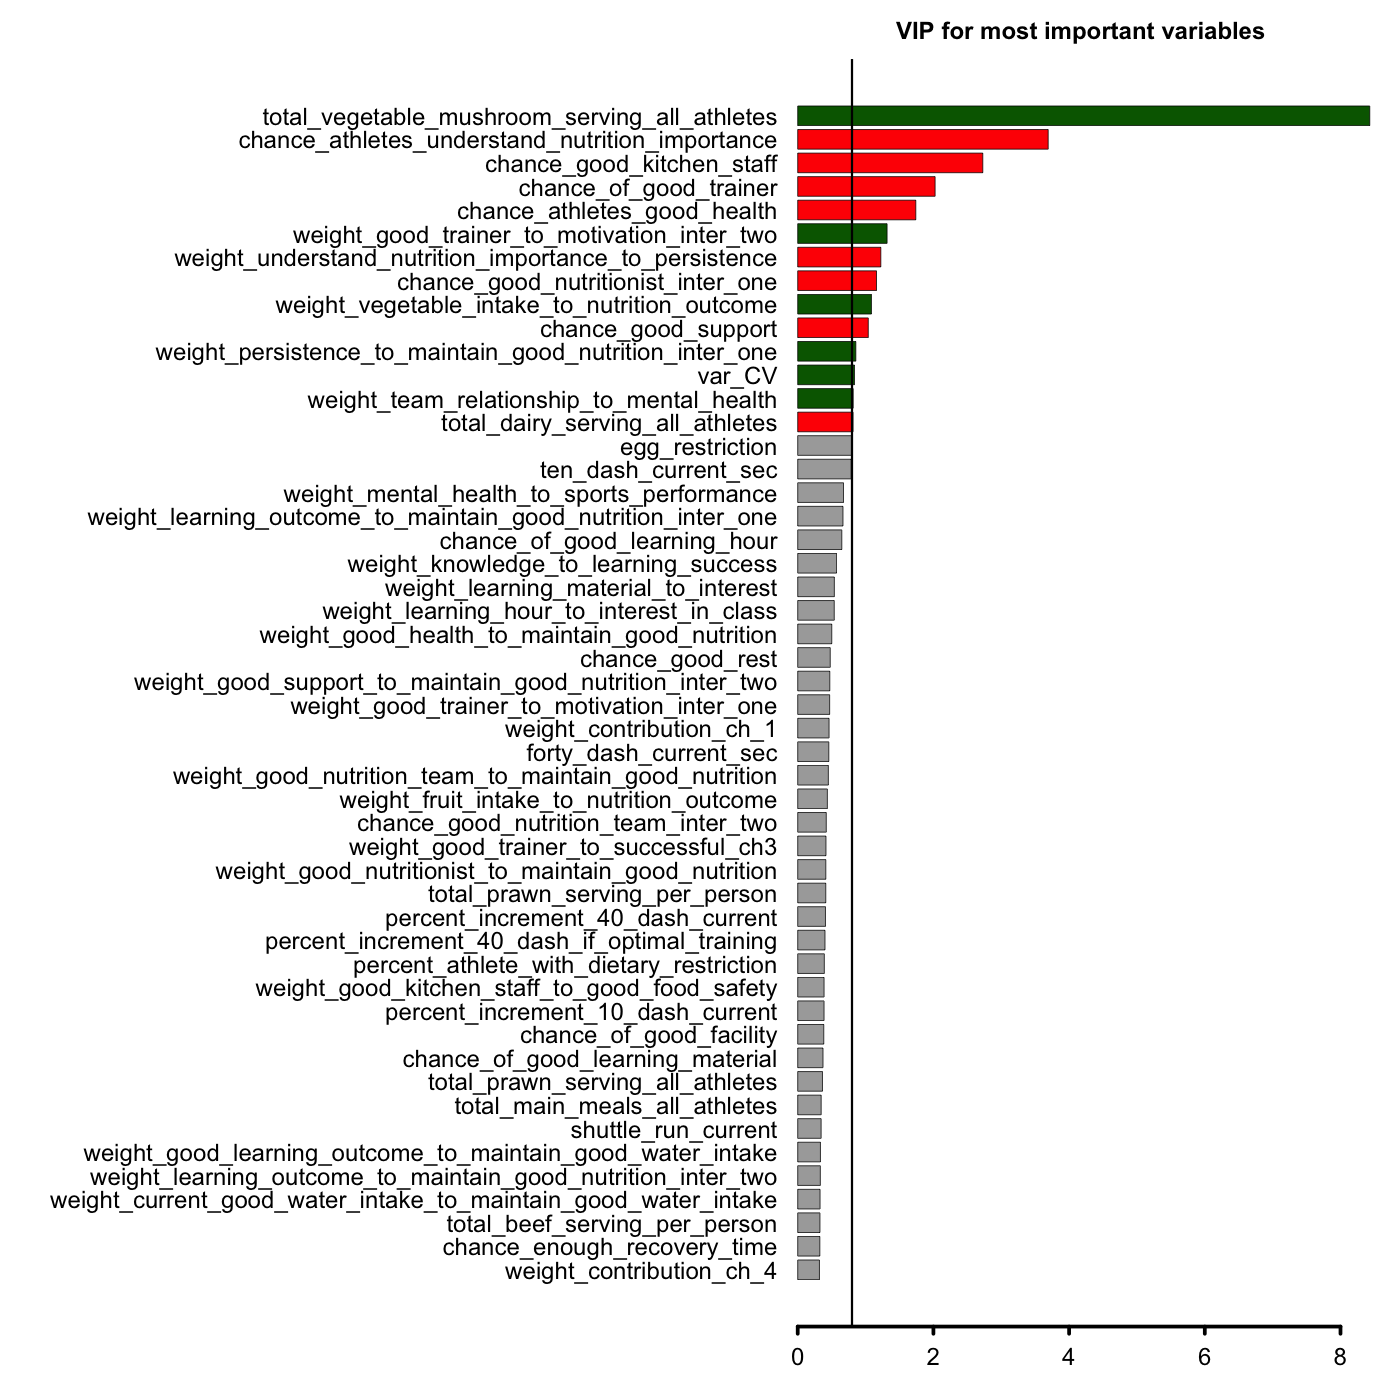 VIP for most important variables
total_vegetable_mushroom_serving_all_athletes
chance_athletes_understand_nutrition_importance
chance_good_kitchen_staff
chance_of_good_trainer
chance_athletes_good_health
weight_good_trainer_to_motivation_inter_two
weight_understand_nutrition_importance_to_persistence
chance_good_nutritionist_inter_one
weight_vegetable_intake_to_nutrition_outcome
chance_good_support
weight_persistence_to_maintain_good_nutrition_inter_one
var_CV
weight_team_relationship_to_mental_health
total_dairy_serving_all_athletes
egg_restriction
ten_dash_current_sec
weight_mental_health_to_sports_performance
weight_learning_outcome_to_maintain_good_nutrition_inter_one
chance_of_good_learning_hour
weight_knowledge_to_learning_success
weight_learning_material_to_interest
weight_learning_hour_to_interest_in_class
weight_good_health_to_maintain_good_nutrition
chance_good_rest
weight_good_support_to_maintain_good_nutrition_inter_two
weight_good_trainer_to_motivation_inter_one
weight_contribution_ch_1
forty_dash_current_sec
weight_good_nutrition_team_to_maintain_good_nutrition
weight_fruit_intake_to_nutrition_outcome
chance_good_nutrition_team_inter_two
weight_good_trainer_to_successful_ch3
weight_good_nutritionist_to_maintain_good_nutrition
total_prawn_serving_per_person
percent_increment_40_dash_current
percent_increment_40_dash_if_optimal_training
percent_athlete_with_dietary_restriction
weight_good_kitchen_staff_to_good_food_safety
percent_increment_10_dash_current
chance_of_good_facility
chance_of_good_learning_material
total_prawn_serving_all_athletes
total_main_meals_all_athletes
shuttle_run_current
weight_good_learning_outcome_to_maintain_good_water_intake
weight_learning_outcome_to_maintain_good_nutrition_inter_two
weight_current_good_water_intake_to_maintain_good_water_intake
total_beef_serving_per_person
chance_enough_recovery_time
weight_contribution_ch_4
0 2 4 6 8